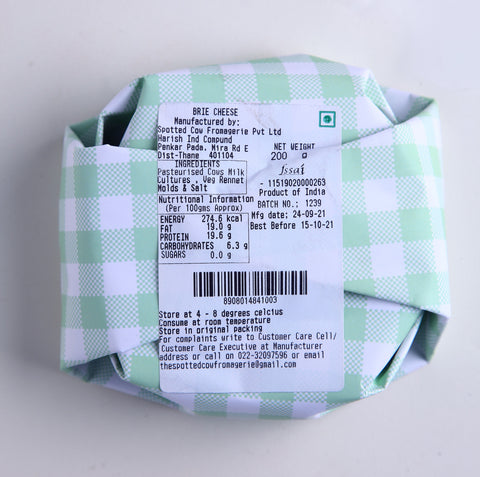 BRIE CHEESE
Manufactured by:
Spotted Cow Fromagerie Pvt Ltd
Harish Ind Compund
Penkar Pada, Mira Rd E
Dist-Thane 401104
NET WEIGHT
200 g
INGREDIENTS
Pasteurised Cows Milk
Cultures , Veg Rennet
Molds & Salt
fssai
- 11519020000263
Product of India
Nutritional Information
(Per 100gms Approx)
BATCH NO.: 1239
Mfg date: 24-09-21
Best Before 15-10-21
ENERGY 274.6 kcal
FAT 19.0 g
PROTEIN 19.6 g
CARBOHYDRATES 6.3 g
SUGARS 0.0 g
8908014841003
Store at 4 - 8 degrees celcius
Consume at room temperature
Store in original packing
For complaints write to Customer Care Cell/
Customer Care Executive at Manufacturer
address or call on 022-32097596 or email
thespottedcowfromagerie@gmail.com